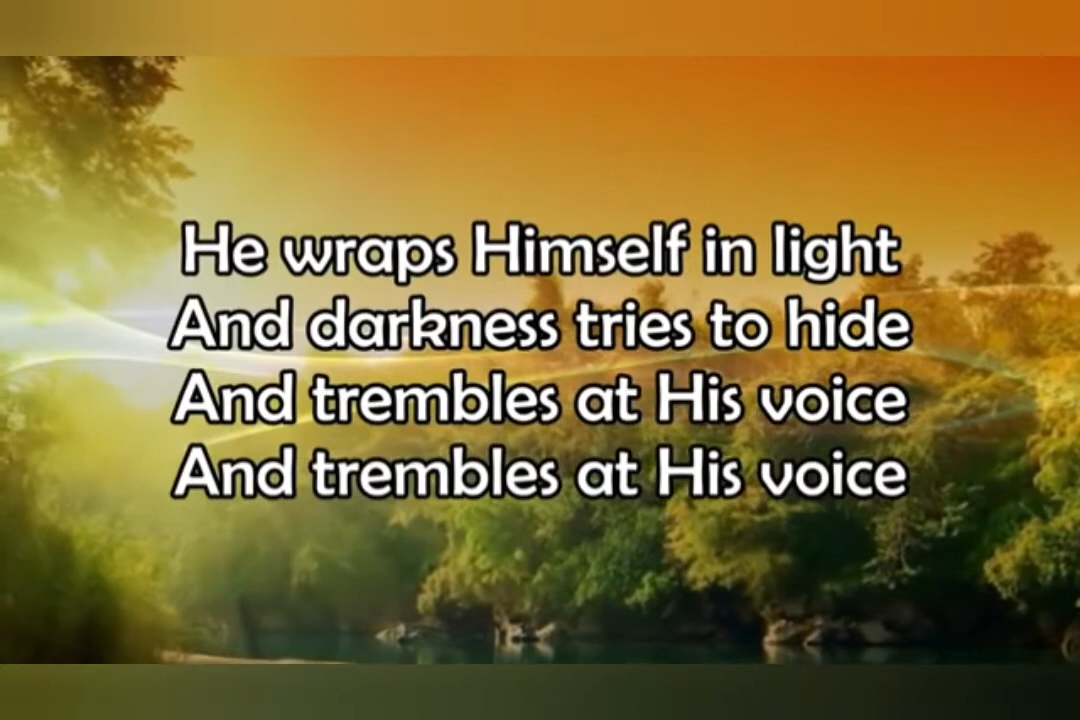 He wraps Himself in light
And darkness tries to hide
And trembles at His voice
And trembles at His voice